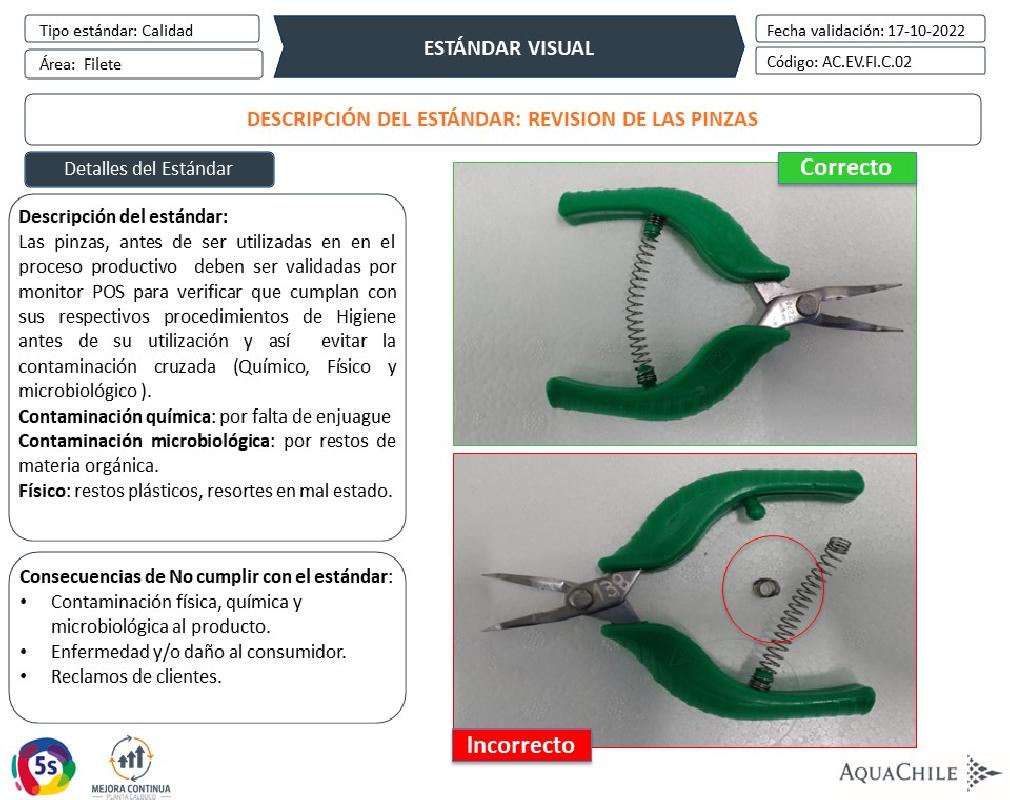 Tipo estándar: Calidad
Área: Filete
ESTÁNDAR VISUAL
Fecha validación: 17-10-2022
Código: AC.EV.FI.C.02
DESCRIPCIÓN DEL ESTÁNDAR: REVISION DE LAS PINZAS
Detalles del Estándar
Descripción del estándar:
Las pinzas, antes de ser utilizadas en en el
proceso productivo deben ser validadas por
monitor POS para verificar que cumplan con
sus respectivos procedimientos de Higiene
antes de su utilización y así evitar la
contaminación cruzada (Químico, Físico y
microbiológico ).
Contaminación química: por falta de enjuague
Contaminación microbiológica: por restos de
materia orgánica.
Físico: restos plásticos, resortes en mal estado.
Consecuencias de No cumplir con el estándar:
• Contaminación física, química y
microbiológica al producto.
• Enfermedad y/o daño al consumidor.
• Reclamos de clientes.
Correcto
138
Incorrecto
5s
MEJORA CONTINUA
PLANTA CALBUCO
AQUACHILE